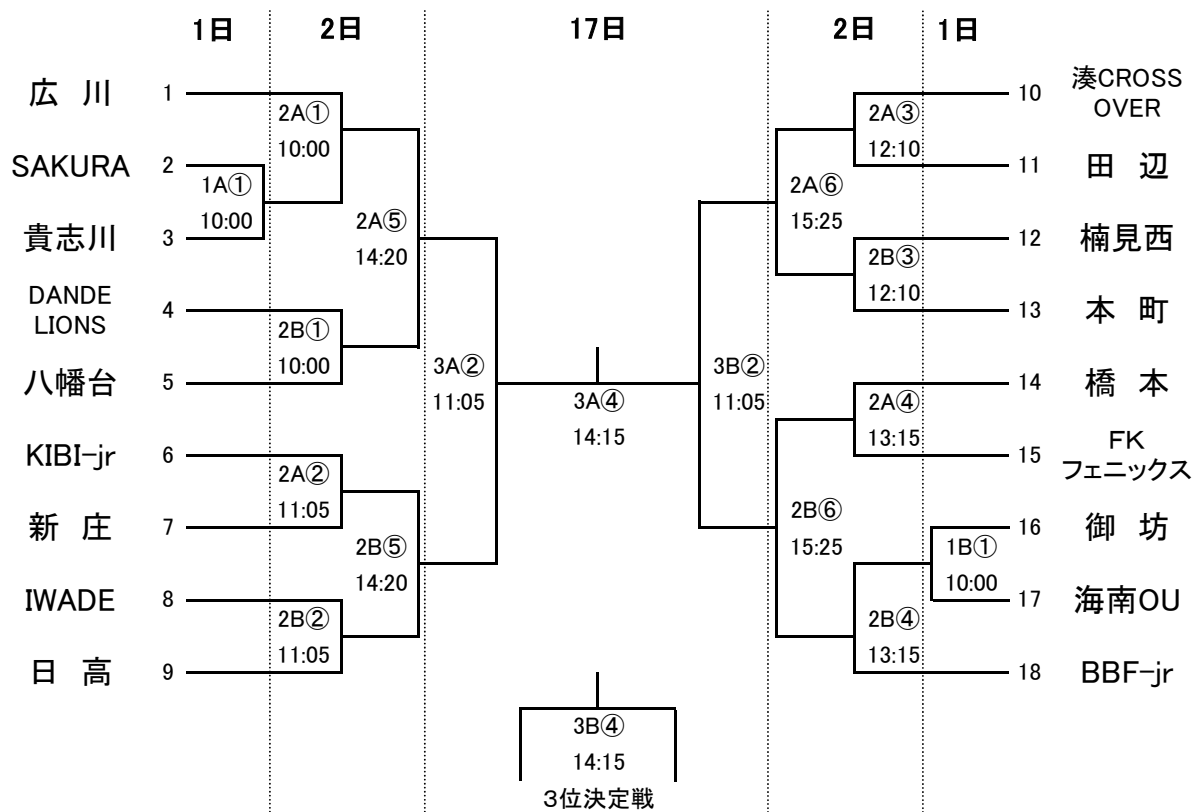 1日 2日 17日 2日 1日
広 川 1
SAKURA 2
貴志川 3
DANDE
LIONS
4
八幡台 5
KIBI-jr 6
新 庄 7
IWADE 8
日 高 9
1A①
10:00
2A①
10:00
2B①
10:00
2A②
11:05
2B②
11:05
2A⑤
14:20
2B⑤
14:20
3A②
11:05
3A④
14:15
3B②
11:05
2A⑥
15:25
2B⑥
15:25
2A③
12:10
2B③
12:10
2A④
13:15
2B④
13:15
1B①
10:00
10 湊CROSS
OVER
11 田 辺
12 楠見西
13 本 町
14 橋 本
15 FK
フェニックス
16 御 坊
17 海南OU
18 BBF-jr
3B④
14:15
3位決定戦